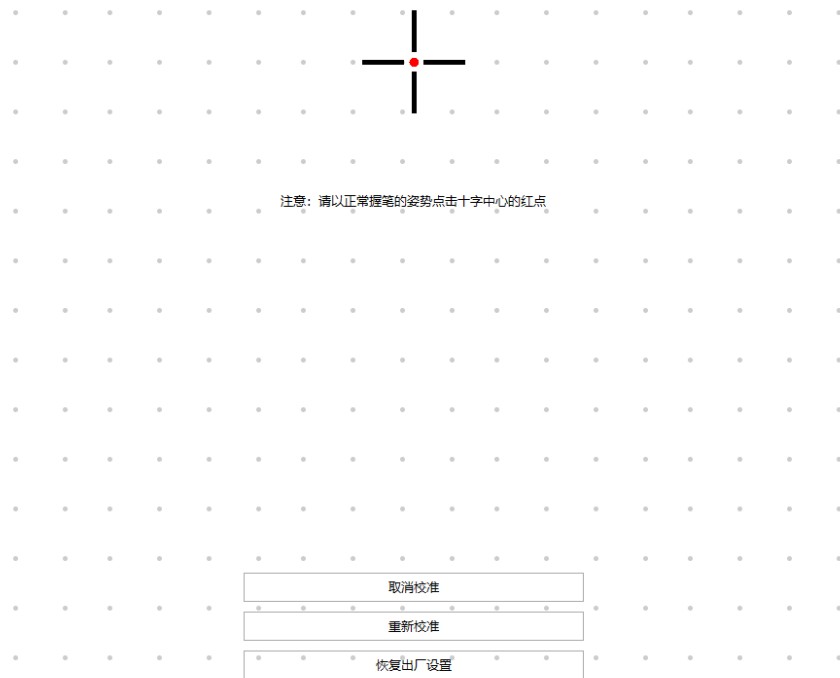 注意：请以正常握笔的姿势点击十字中心的红点
取消校准
重新校准
恢复出厂设置